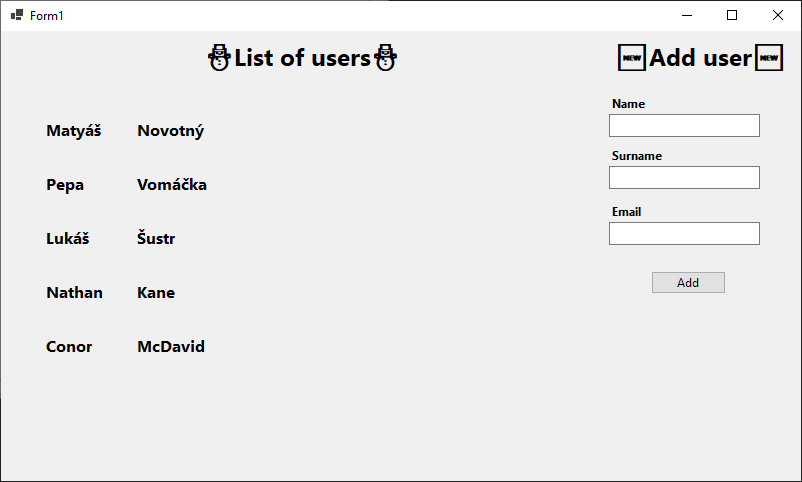 Form1
⛄List of users⛄
Matyáš Novotný
Pepa Vomáčka
Lukáš Šustr
Nathan Kane
Conor McDavid
🆕Add user🆕
Name
Surname
Email
Add